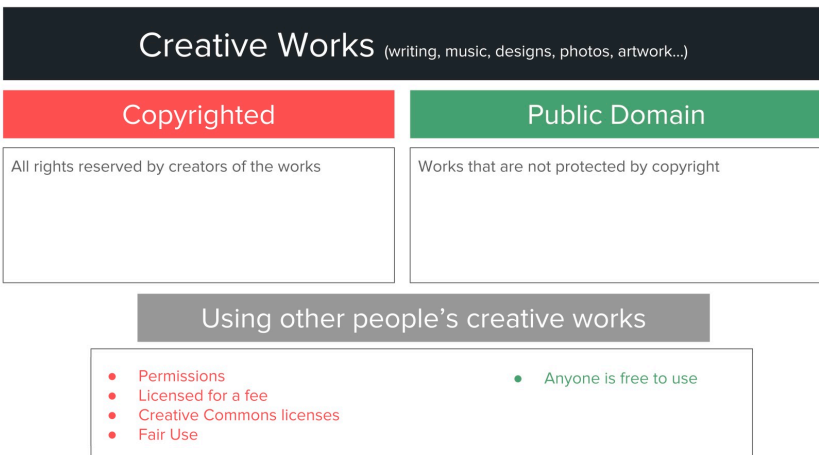 Creative Works (writing, music, designs, photos, artwork...)
Copyrighted
Public Domain
All rights reserved by creators of the works
Works that are not protected by copyright
Using other people’s creative works
● Permissions
● Licensed for a fee
● Creative Commons licenses
● Fair Use
● Anyone is free to use